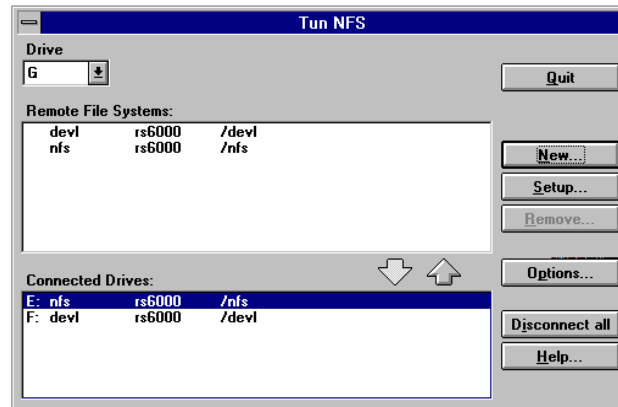 Tun NFS
Drive
G
Quit
Remote File Systems:
devl rs6000 /devl
nfs rs6000 /nfs
New...
Setup...
Remove...
Connected Drives:
Options...
E: nfs rs6000 /nfs
F: devl rs6000 /devl
Disconnect all
Help...